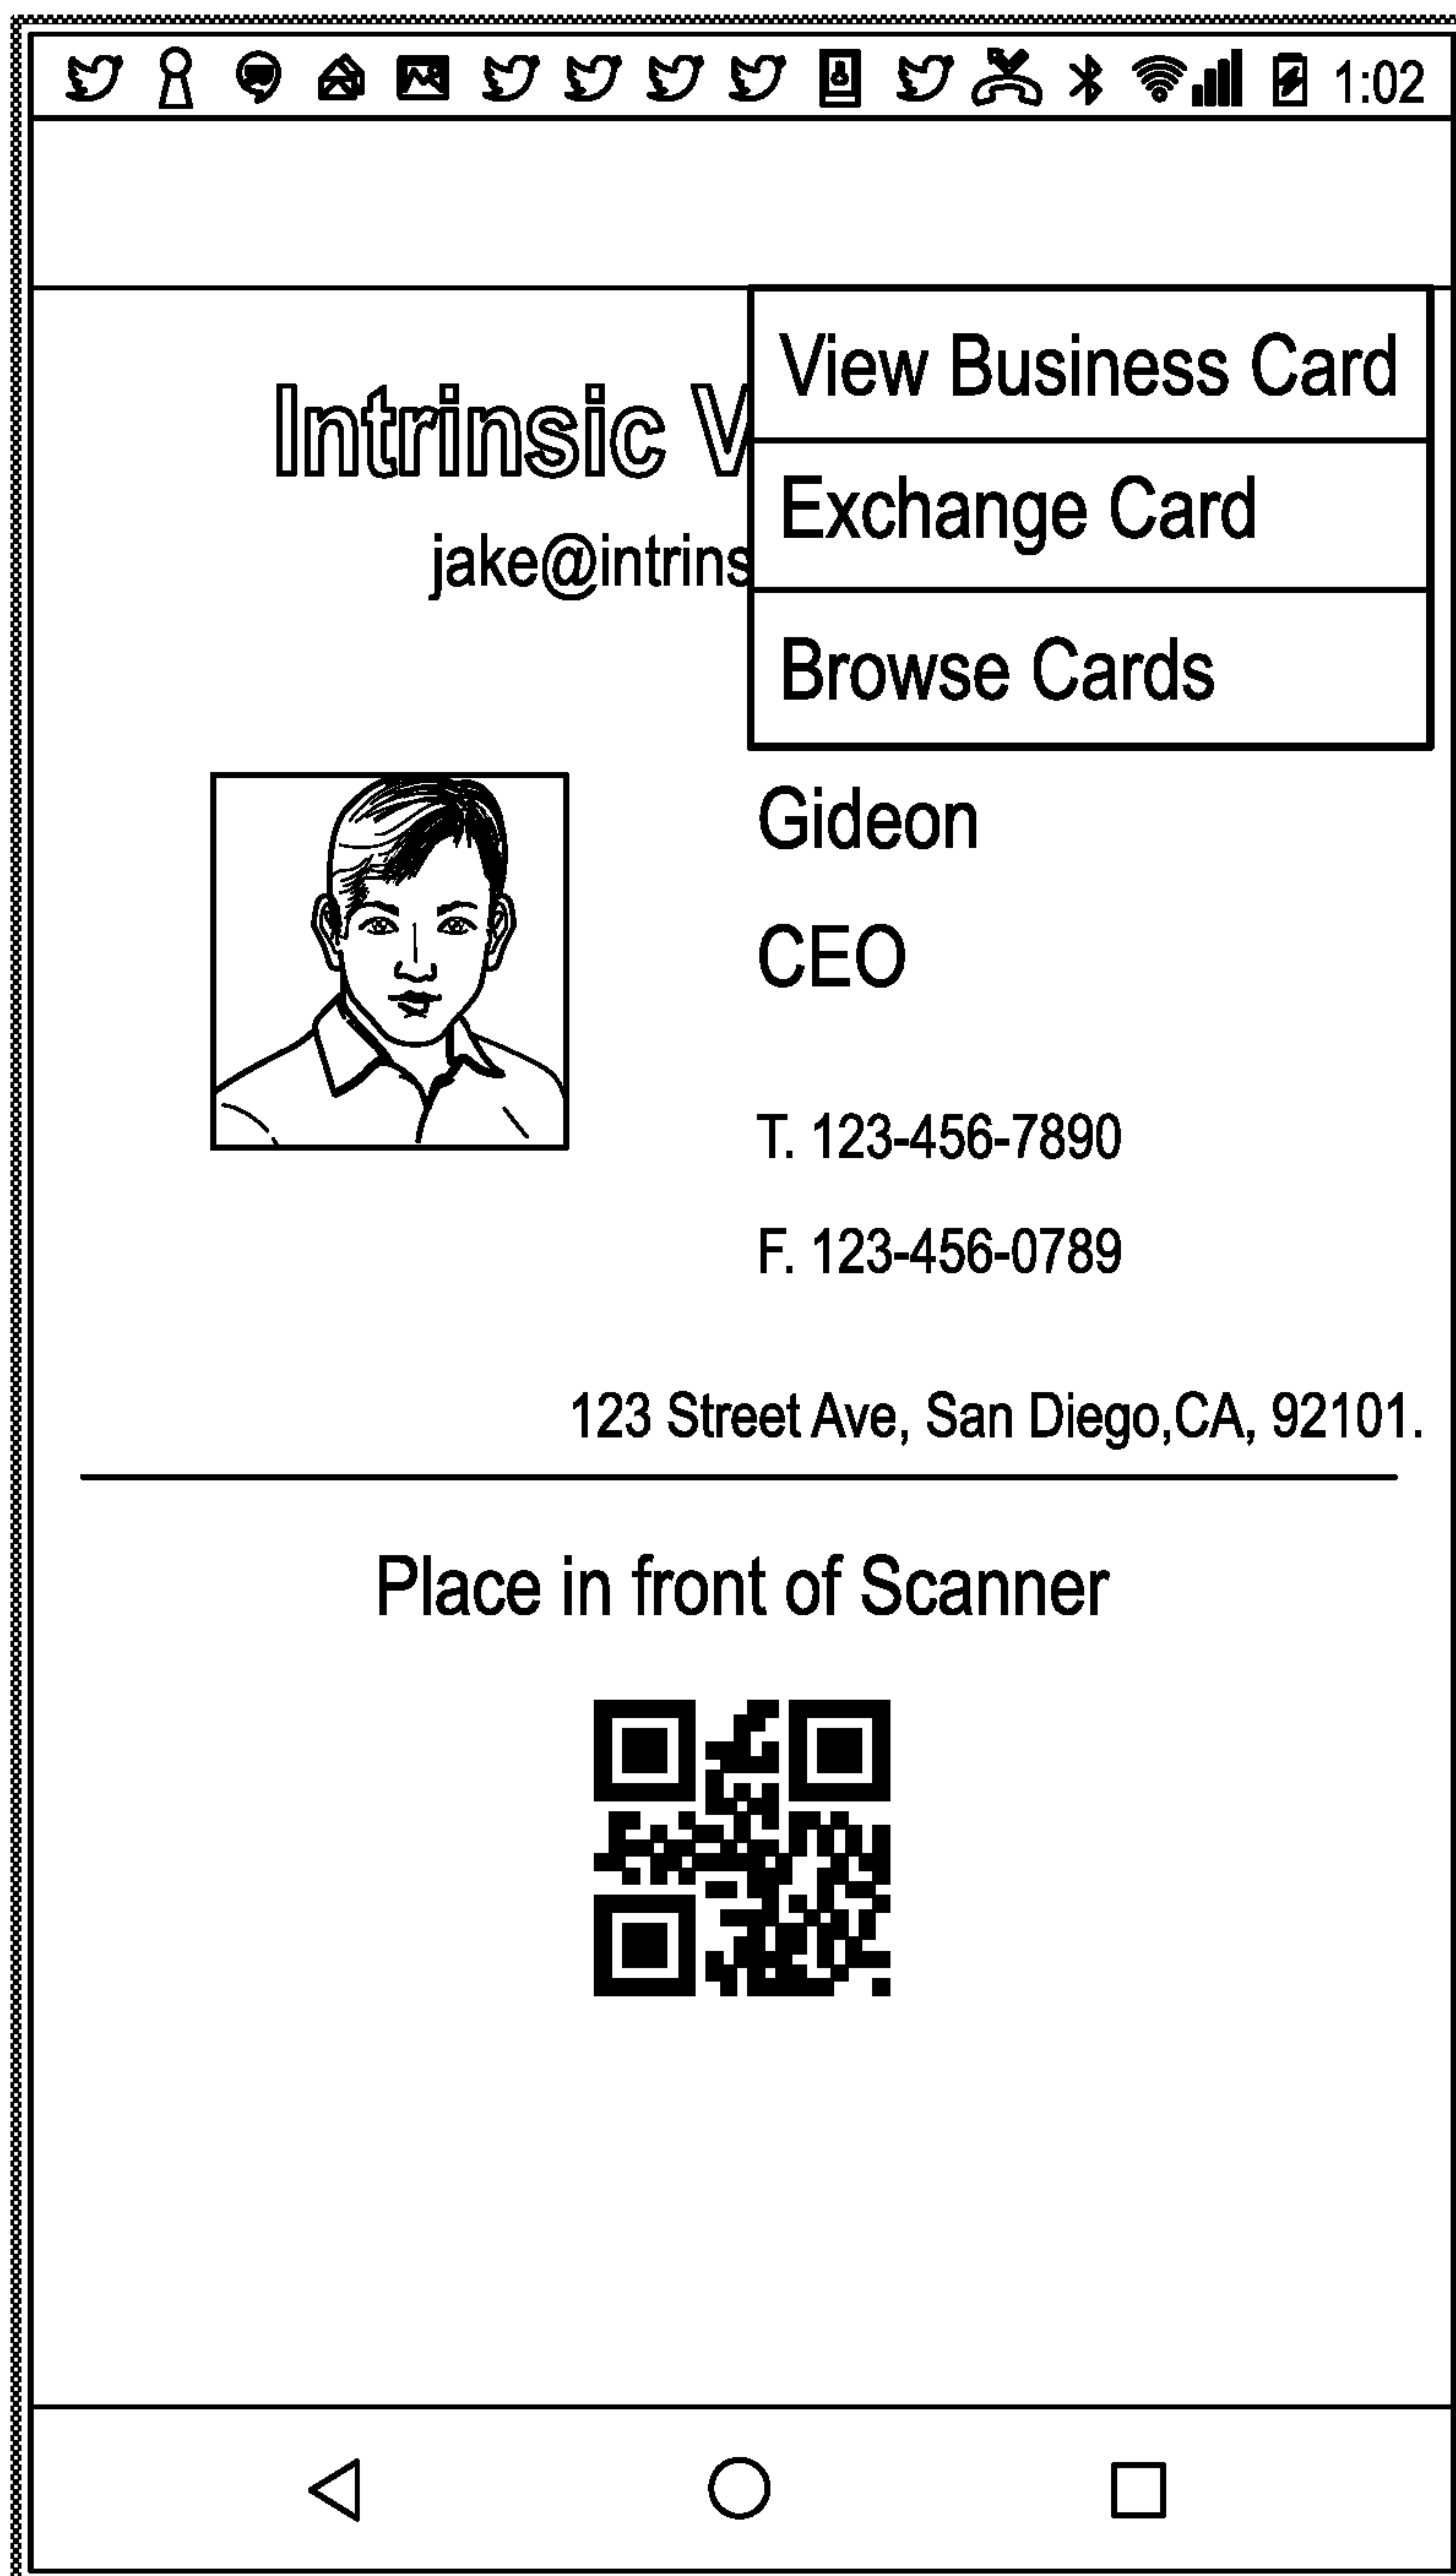 1:02
View Business Card
Exchange Card
Browse Cards
Intrinsic V
jake@intrins
Gideon
CEO
T. 123-456-7890
F. 123-456-0789
123 Street Ave, San Diego,CA, 92101.
Place in front of Scanner